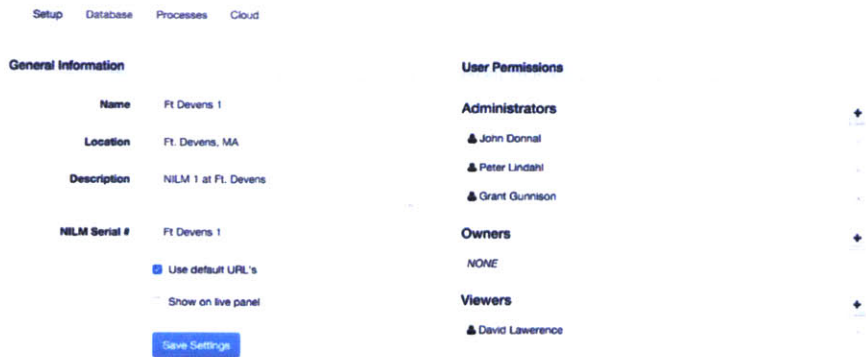 Setup Database Processes Cloud
General Information
Name Ft Devens 1
Location Ft. Devens, MA
Description NILM 1 at Ft. Devens
NILM Serial # Ft Devens 1
Use default URL's
Show on live panel
Save Settings
User Permissions
Administrators +
John Donnal
Peter Lindahl
Grant Gunnison
Owners +
NONE
Viewers +
David Lawerence